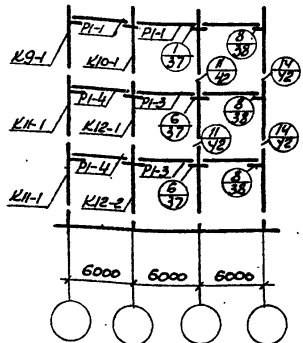 Р1-1 Р1-1 1/37 8/38
К9-1 К10-1 11/42 14/42
Р1-4 Р1-3 6/37 8/38
К11-1 К12-1 11/42 14/42
Р1-4 Р1-3 6/37 8/38
К11-1 К12-2
6000 6000 6000